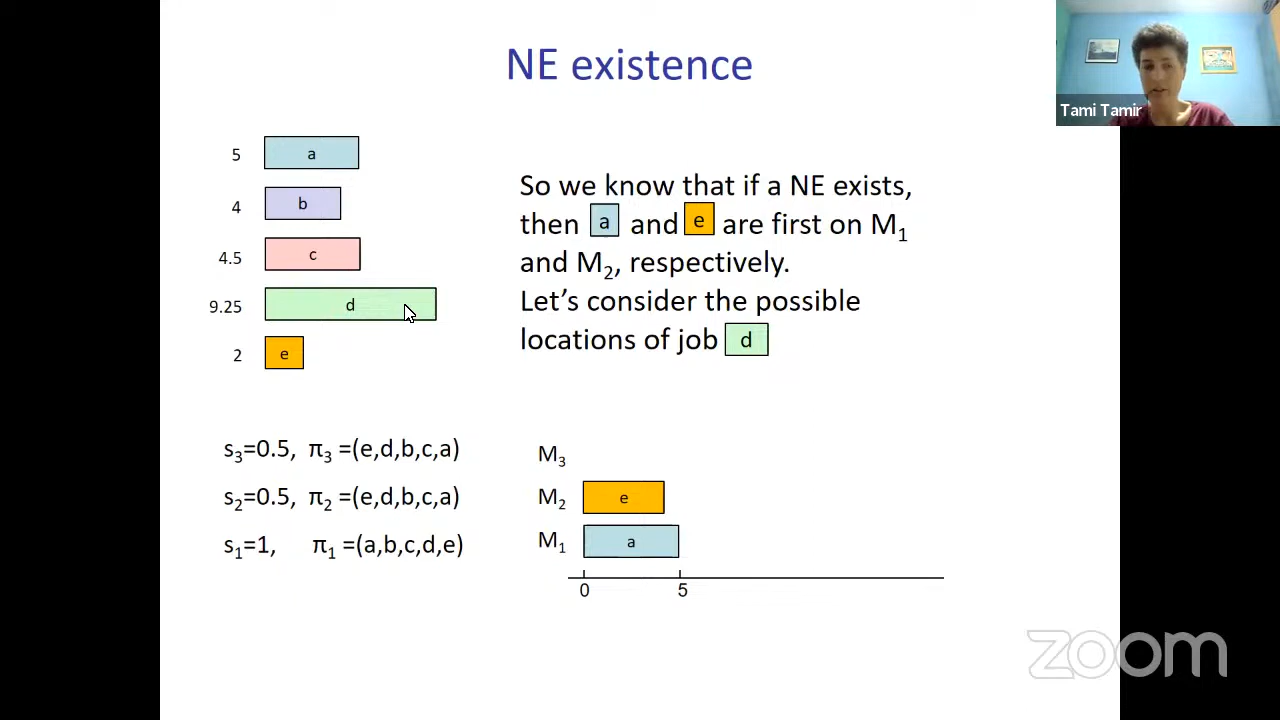 NE existence
Tami Tamir
5 a
4 b
4.5 c
9.25 d
2 e
So we know that if a NE exists,
then a and e are first on M₁
and M₂, respectively.
Let's consider the possible
locations of job d
s₃=0.5, π₃ =(e,d,b,c,a)
s₂=0.5, π₂ =(e,d,b,c,a)
s₁=1, π₁ =(a,b,c,d,e)
M₃
M₂ e
M₁ a
0 5
zoom